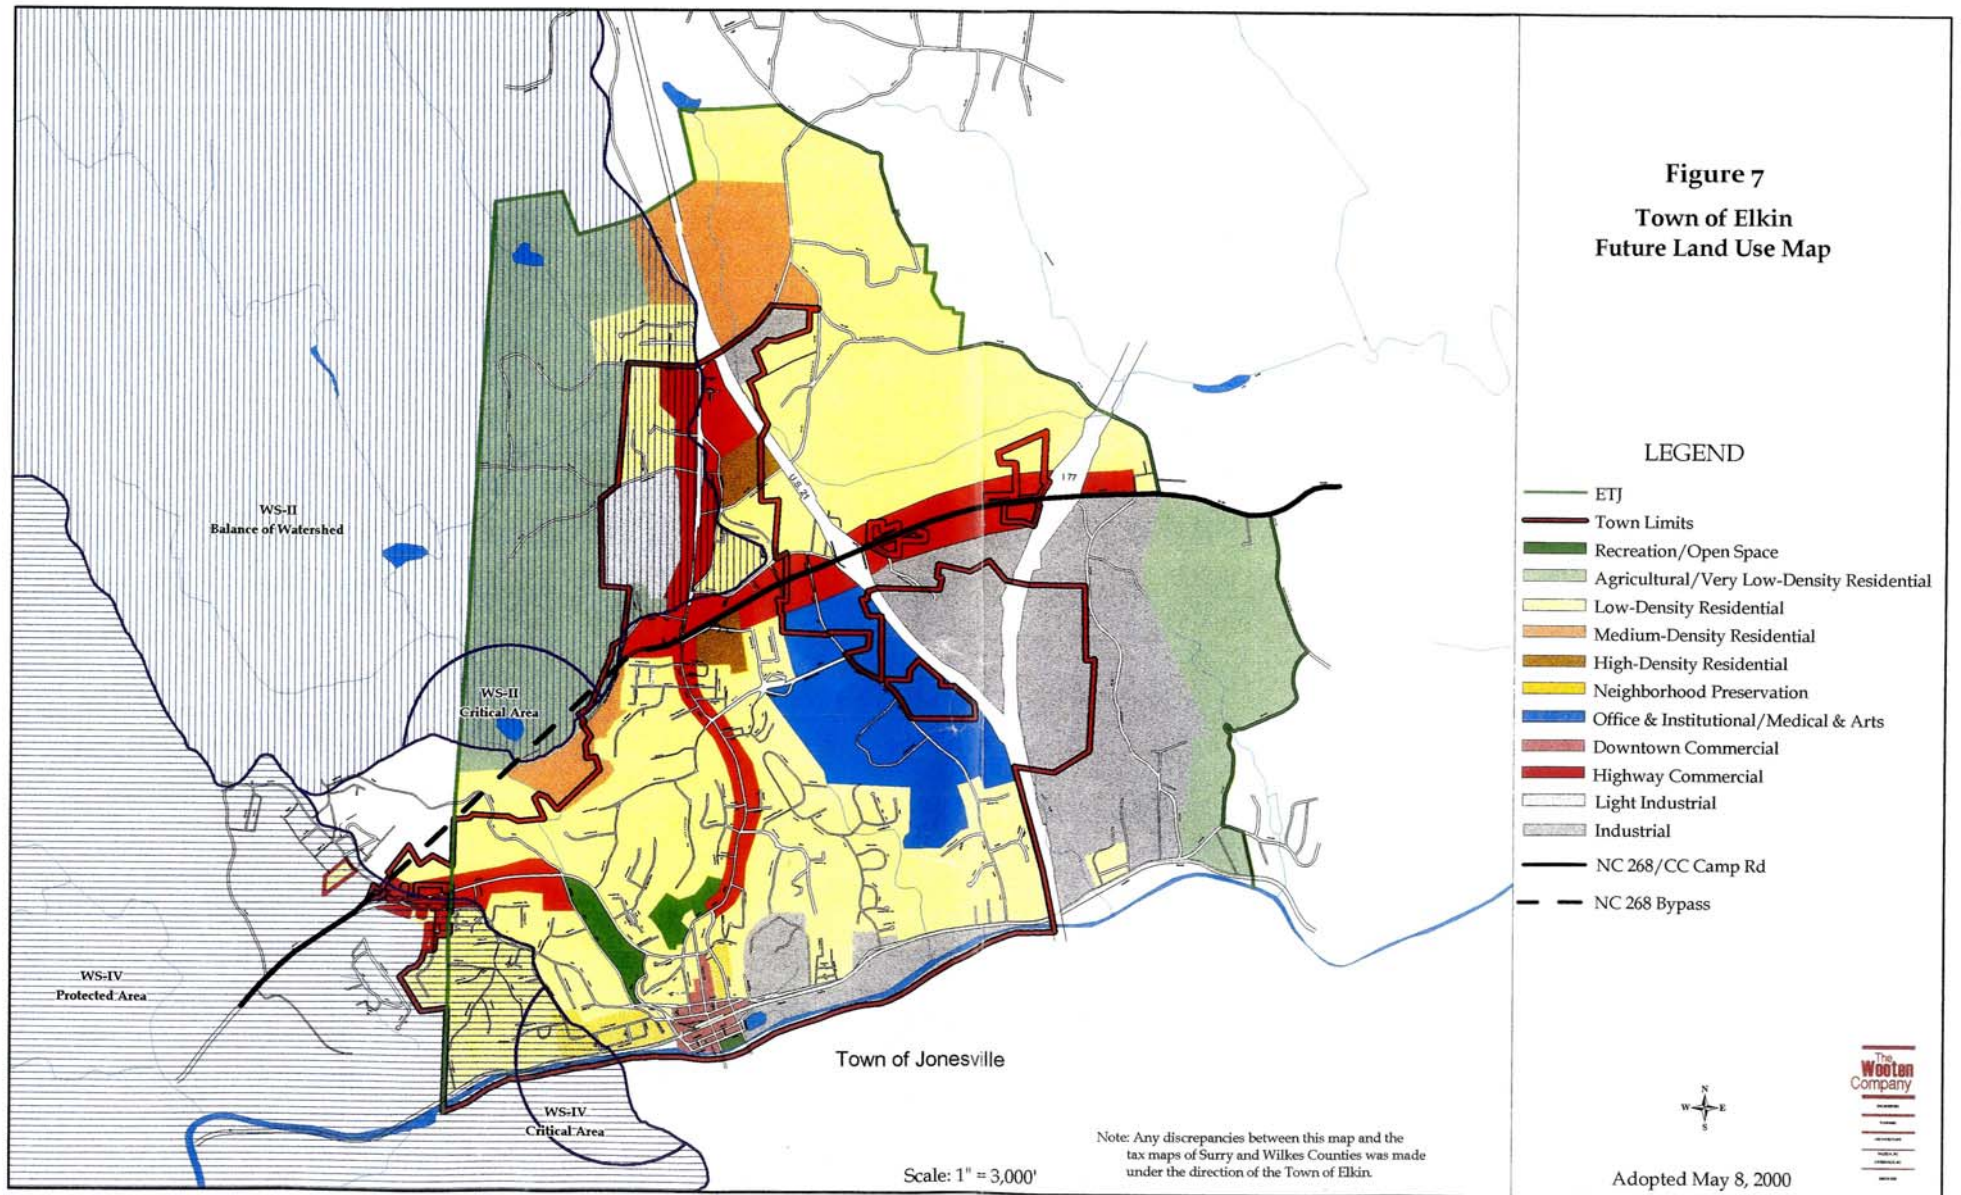 Figure 7
Town of Elkin
Future Land Use Map
LEGEND
ETJ
Town Limits
Recreation/Open Space
Agricultural/Very Low-Density Residential
Low-Density Residential
Medium-Density Residential
High-Density Residential
Neighborhood Preservation
Office & Institutional/Medical & Arts
Downtown Commercial
Highway Commercial
Light Industrial
Industrial
NC 268/CC Camp Rd
NC 268 Bypass
WS-II
Balance of Watershed
WS-II
Critical Area
WS-IV
Protected Area
WS-IV
Critical Area
U.S. 21
I 77
Town of Jonesville
Note: Any discrepancies between this map and the
tax maps of Surry and Wilkes Counties was made
under the direction of the Town of Elkin.
Scale: 1" = 3,000'
N
W E
S
The
Wooten
Company
Adopted May 8, 2000